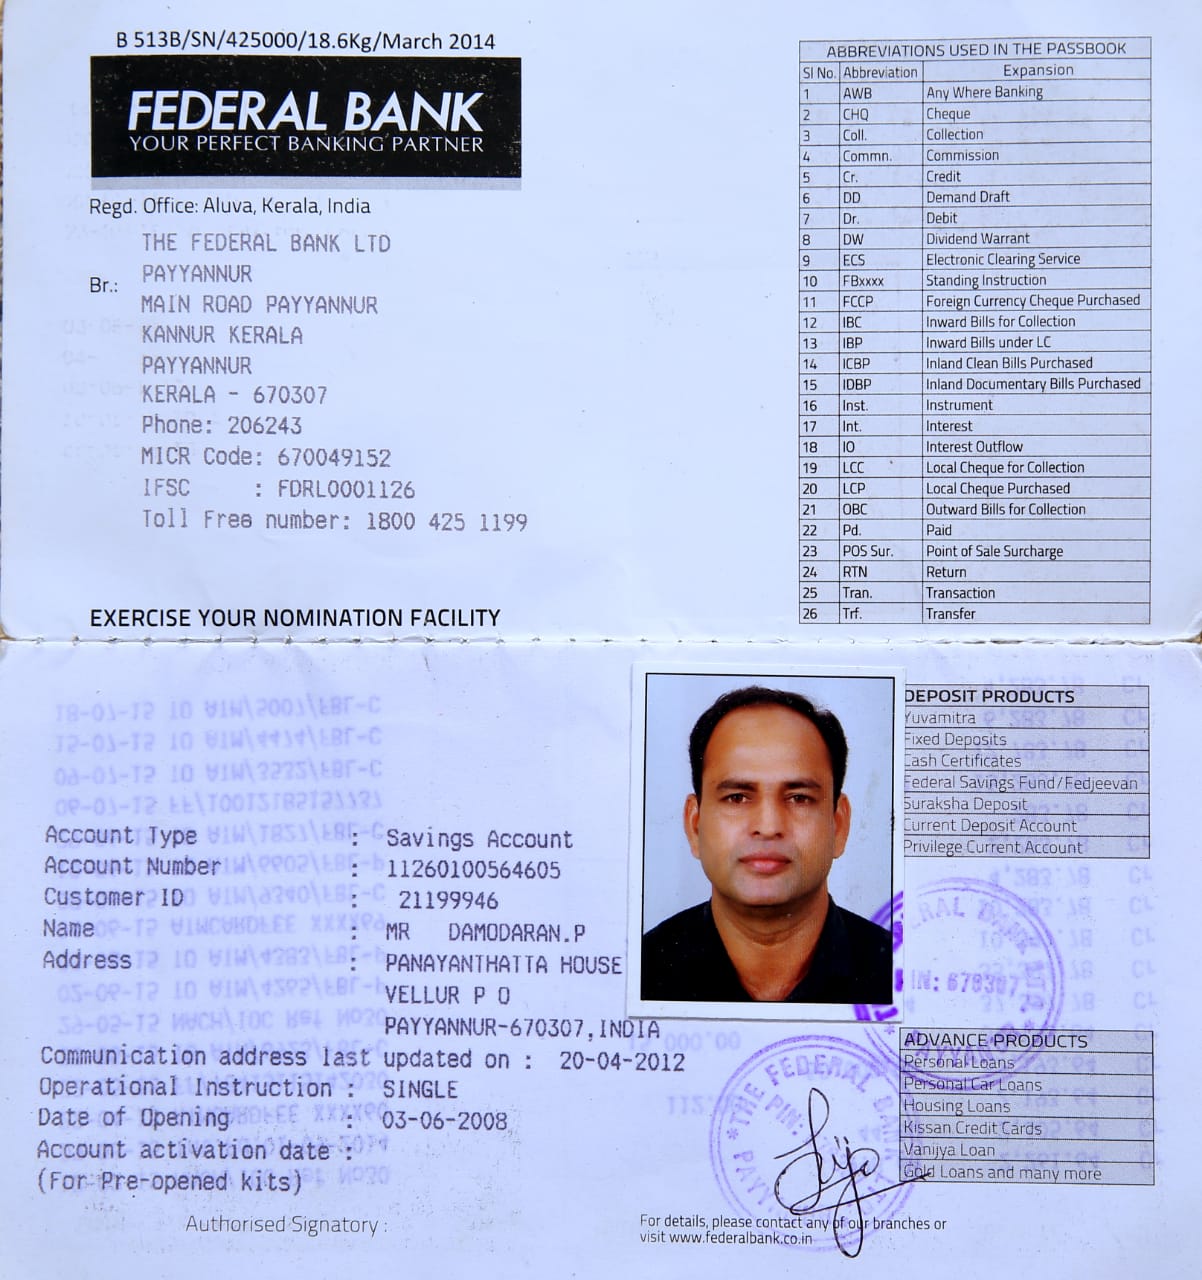 B 513B/SN/425000/18.6Kg/March 2014
FEDERAL BANK
YOUR PERFECT BANKING PARTNER
Regd. Office: Aluva, Kerala, India
THE FEDERAL BANK LTD
Br.: PAYYANNUR
MAIN ROAD PAYYANNUR
KANNUR KERALA
PAYYANNUR
KERALA - 670307
Phone: 206243
MICR Code: 670049152
IFSC : FDRL0001126
Toll Free number: 1800 425 1199
EXERCISE YOUR NOMINATION FACILITY
ABBREVIATIONS USED IN THE PASSBOOK
Sl No. Abbreviation Expansion
1 AWB Any Where Banking
2 CHQ Cheque
3 Coll. Collection
4 Commn. Commission
5 Cr. Credit
6 DD Demand Draft
7 Dr. Debit
8 DW Dividend Warrant
9 ECS Electronic Clearing Service
10 FBxxxx Standing Instruction
11 FCCP Foreign Currency Cheque Purchased
12 IBC Inward Bills for Collection
13 IBP Inward Bills under LC
14 ICBP Inland Clean Bills Purchased
15 IDBP Inland Documentary Bills Purchased
16 Inst. Instrument
17 Int. Interest
18 IO Interest Outflow
19 LCC Local Cheque for Collection
20 LCP Local Cheque Purchased
21 OBC Outward Bills for Collection
22 Pd. Paid
23 POS Sur. Point of Sale Surcharge
24 RTN Return
25 Tran. Transaction
26 Trf. Transfer
Account Type : Savings Account
Account Number : 11260100564605
Customer ID : 21199946
Name : MR DAMODARAN.P
Address : PANAYANTHATTA HOUSE
VELLUR P O
PAYYANNUR-670307,INDIA
Communication address last updated on : 20-04-2012
Operational Instruction : SINGLE
Date of Opening : 03-06-2008
Account activation date :
(For Pre-opened kits)
Authorised Signatory :
DEPOSIT PRODUCTS
Yuvamitra
Fixed Deposits
Cash Certificates
Federal Savings Fund/Fedjeevan
Suraksha Deposit
Current Deposit Account
Privilege Current Account
ADVANCE PRODUCTS
Personal Loans
Personal Car Loans
Housing Loans
Kissan Credit Cards
Vanijya Loan
Gold Loans and many more
THE FEDERAL BANK
PIN:
For details, please contact any of our branches or
visit www.federalbank.co.in